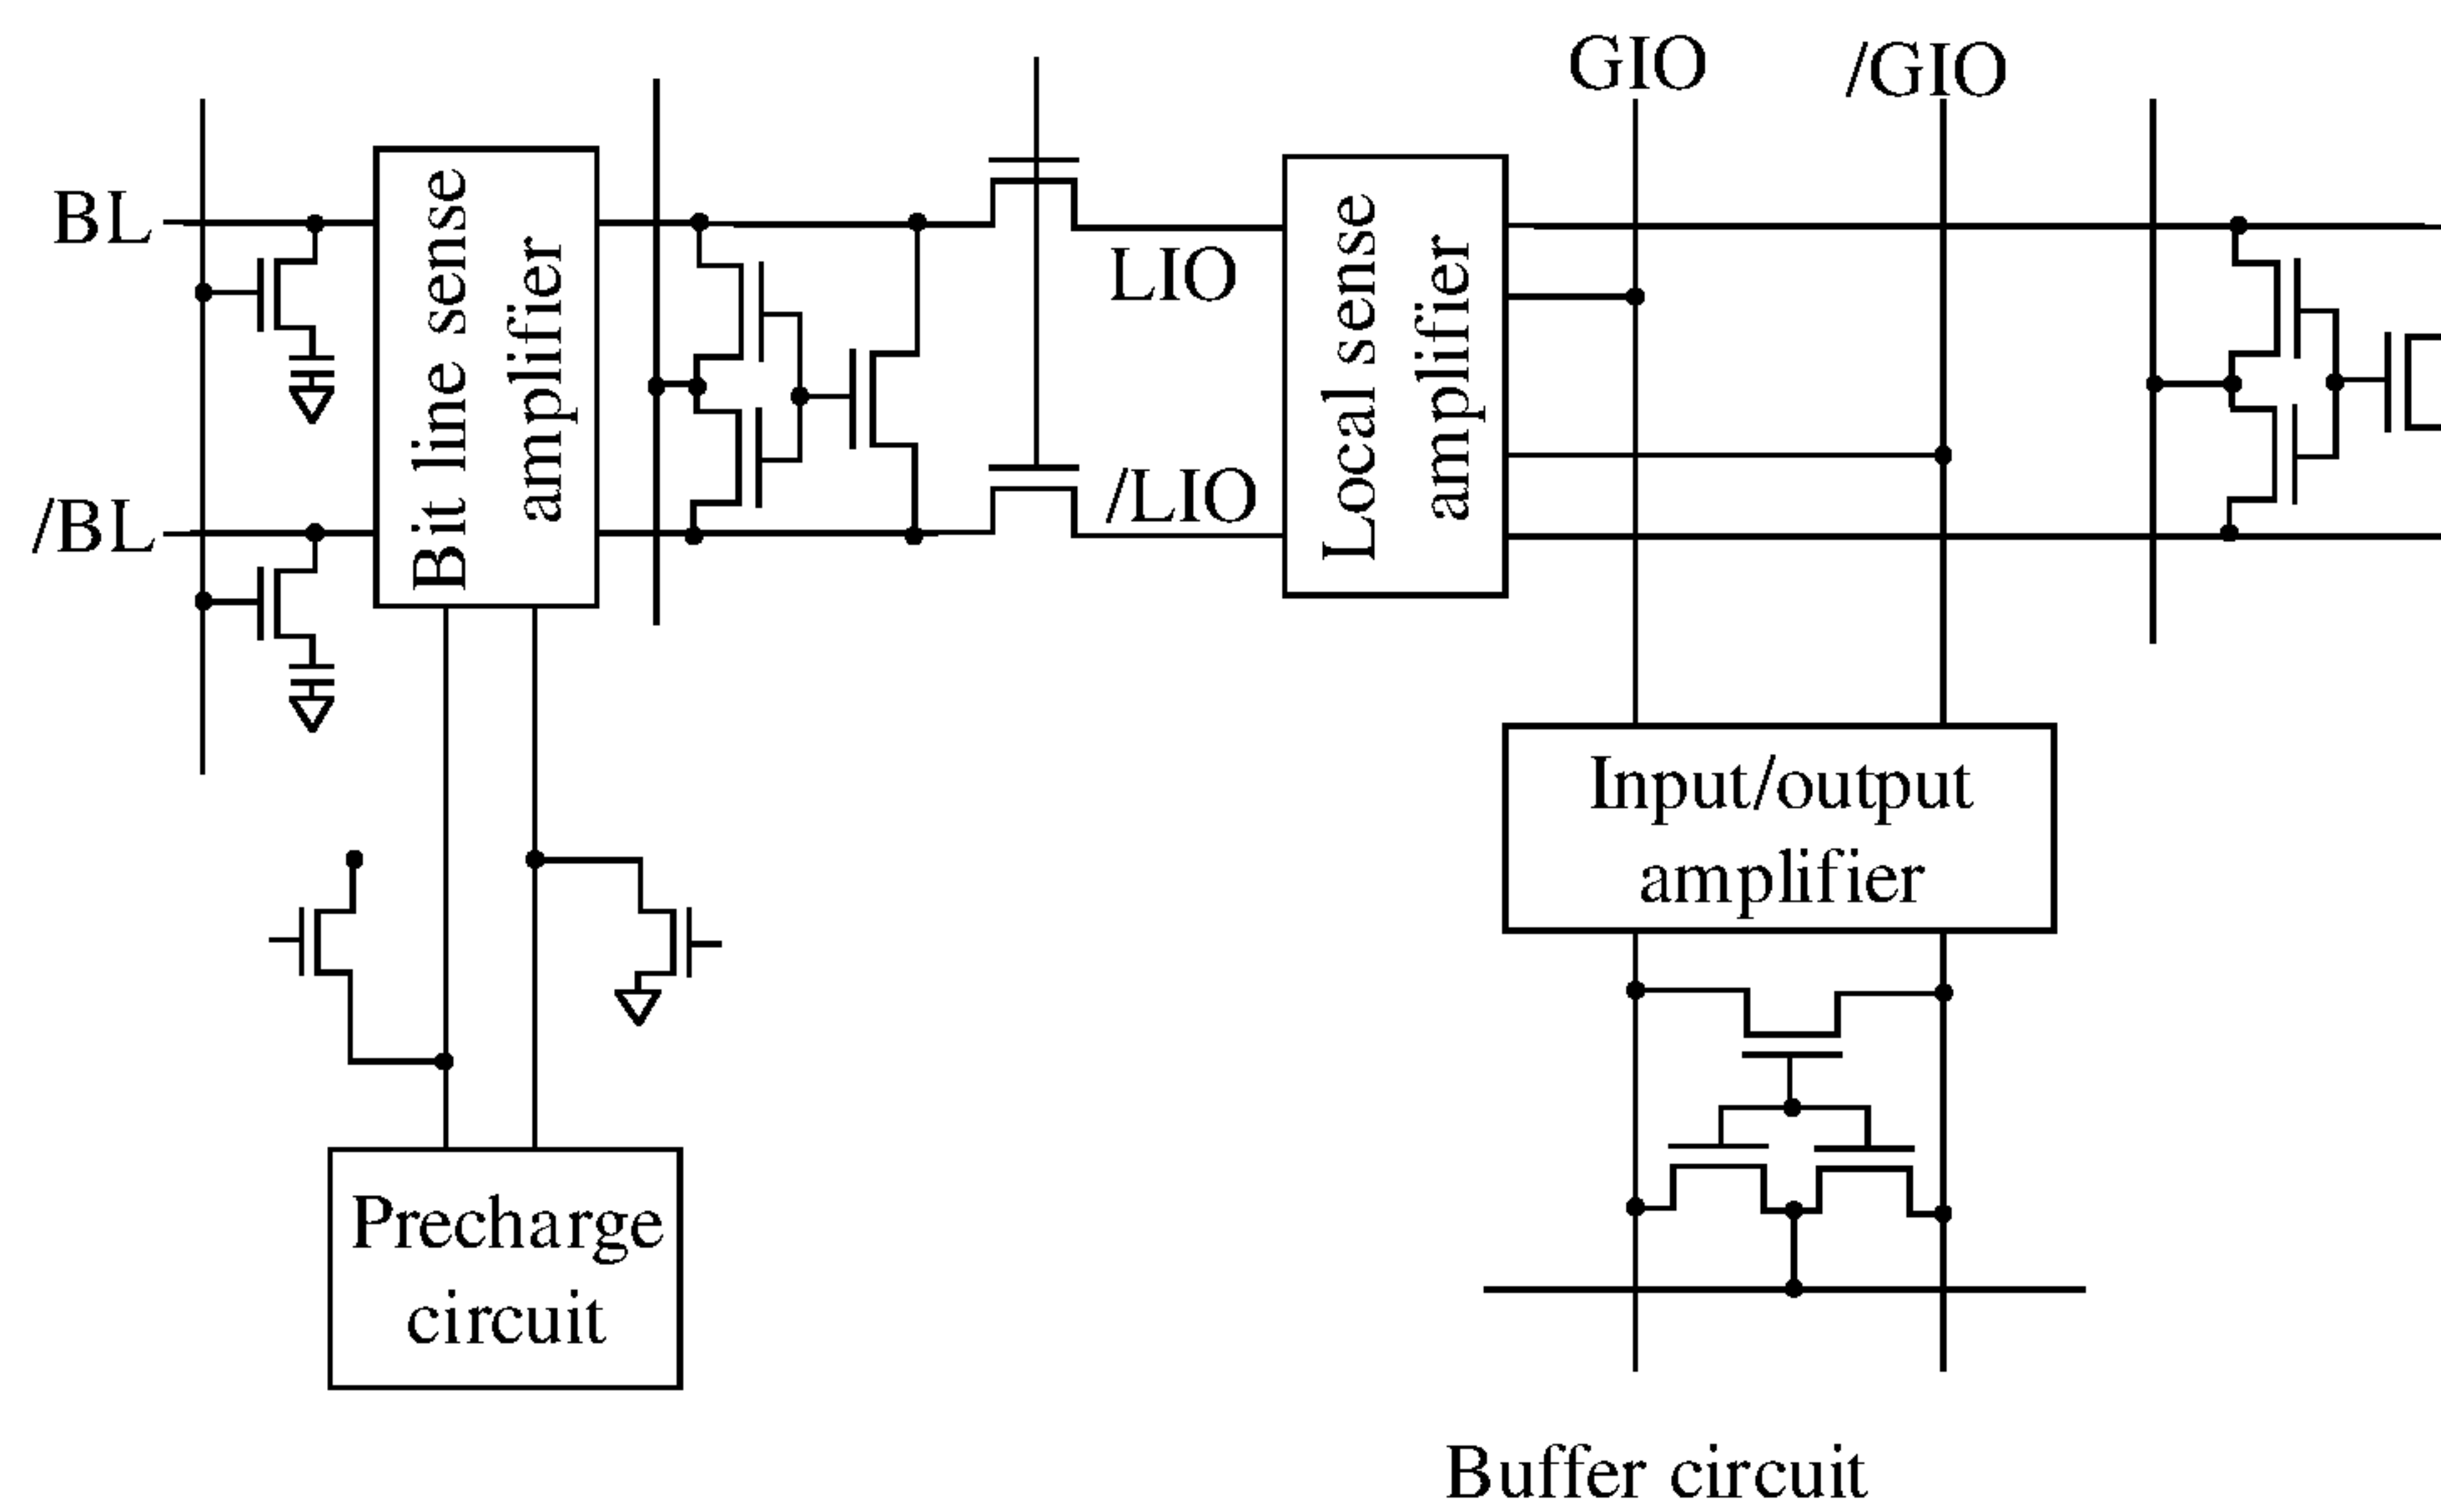 GIO
/GIO
BL
Bit line sense
amplifier
LIO
Local sense
amplifier
/LIO
/BL
Input/output
amplifier
Precharge
circuit
Buffer circuit